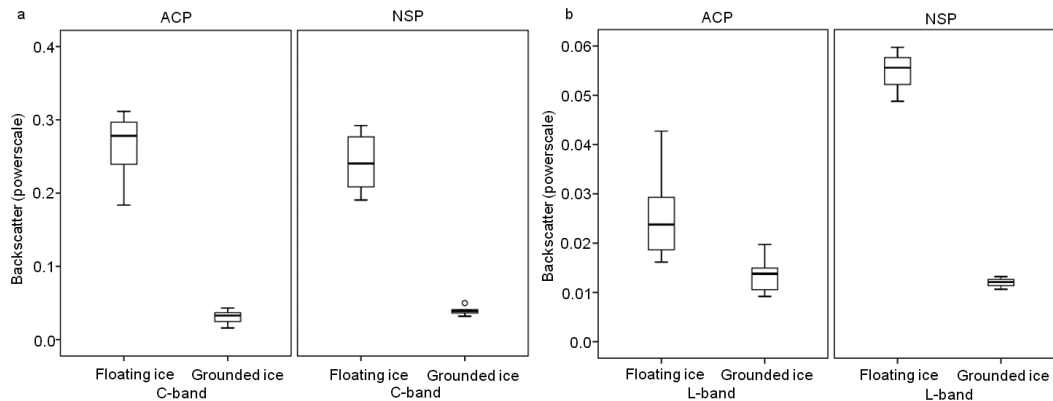 a
ACP
NSP
Backscatter (powerscale)
0.4
0.3
0.2
0.1
0.0
Floating ice Grounded ice
C-band
Floating ice Grounded ice
C-band
b
ACP
NSP
Backscatter (powerscale)
0.06
0.05
0.04
0.03
0.02
0.01
0.00
Floating ice Grounded ice
L-band
Floating ice Grounded ice
L-band